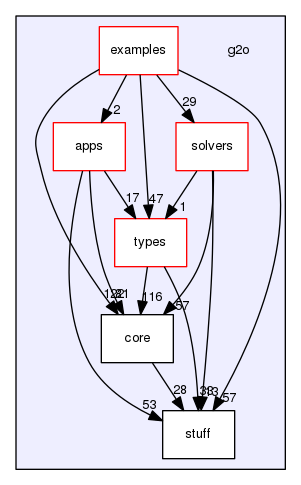 examples
g2o
2
29
apps
solvers
17
47
1
types
116
57
core
28
53
57
stuff